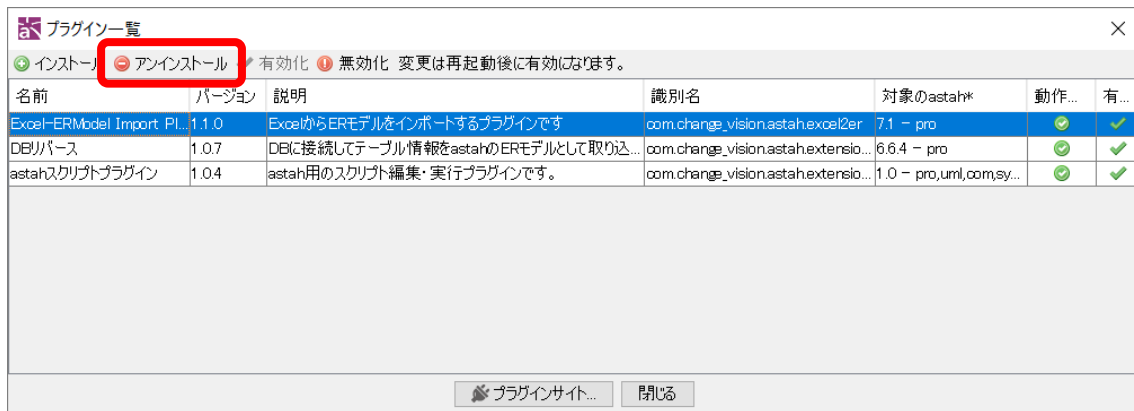 プラグイン一覧
インストール アンインストール 有効化 無効化 変更は再起動後に有効になります。
名前 バージョン 説明 識別名 対象のastah* 動作... 有...
Excel-ERModel Import Pl... 1.1.0 ExcelからERモデルをインポートするプラグインです com.change_vision.astah.excel2er 7.1 - pro
DBリバース 1.0.7 DBに接続してテーブル情報をastahのERモデルとして取り込... com.change_vision.astah.extensio... 6.6.4 - pro
astahスクリプトプラグイン 1.0.4 astah用のスクリプト編集・実行プラグインです。 com.change_vision.astah.extensio... 1.0 - pro,uml,com,sy...
プラグインサイト... 閉じる